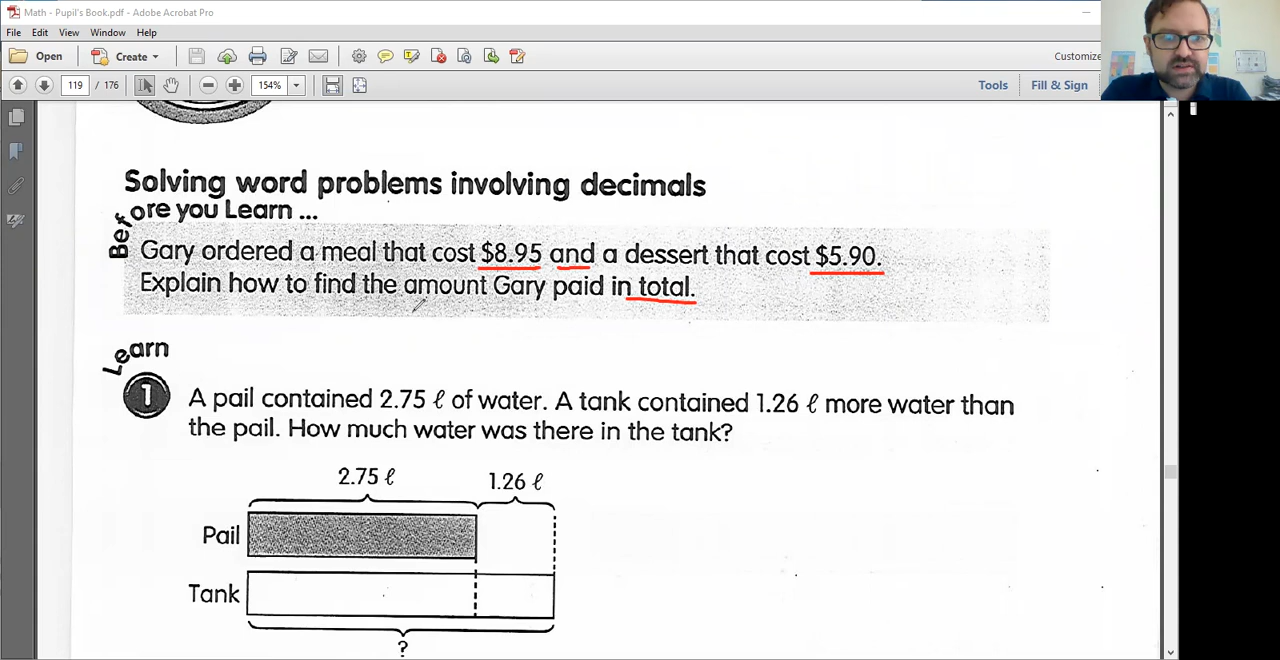 Math - Pupil's Book.pdf - Adobe Acrobat Pro
File Edit View Window Help
Open Create Customize
119 / 176 154% Tools Fill & Sign
Solving word problems involving decimals
Before you Learn ...
Gary ordered a meal that cost $8.95 and a dessert that cost $5.90.
Explain how to find the amount Gary paid in total.
Learn
1 A pail contained 2.75 ℓ of water. A tank contained 1.26 ℓ more water than
the pail. How much water was there in the tank?
2.75 ℓ 1.26 ℓ
Pail
Tank
?